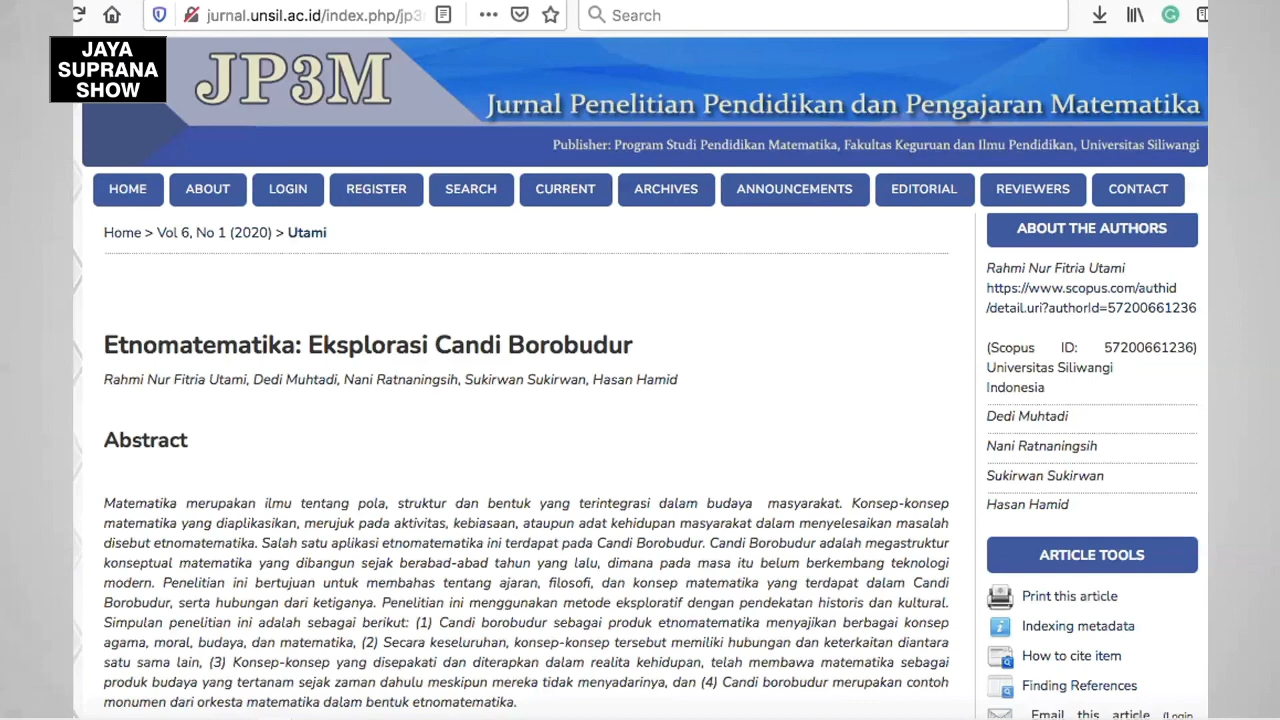 jurnal.unsil.ac.id/index.php/jp3
Search
JAYA
SUPRANA
SHOW
JP3M
Jurnal Penelitian Pendidikan dan Pengajaran Matematika
Publisher: Program Studi Pendidikan Matematika, Fakultas Keguruan dan Ilmu Pendidikan, Universitas Siliwangi
HOME ABOUT LOGIN REGISTER SEARCH CURRENT ARCHIVES ANNOUNCEMENTS EDITORIAL REVIEWERS CONTACT
Home > Vol 6, No 1 (2020) > Utami
Etnomatematika: Eksplorasi Candi Borobudur
Rahmi Nur Fitria Utami, Dedi Muhtadi, Nani Ratnaningsih, Sukirwan Sukirwan, Hasan Hamid
Abstract
Matematika merupakan ilmu tentang pola, struktur dan bentuk yang terintegrasi dalam budaya masyarakat. Konsep-konsep
matematika yang diaplikasikan, merujuk pada aktivitas, kebiasaan, ataupun adat kehidupan masyarakat dalam menyelesaikan masalah
disebut etnomatematika. Salah satu aplikasi etnomatematika ini terdapat pada Candi Borobudur. Candi Borobudur adalah megastruktur
konseptual matematika yang dibangun sejak berabad-abad tahun yang lalu, dimana pada masa itu belum berkembang teknologi
modern. Penelitian ini bertujuan untuk membahas tentang ajaran, filosofi, dan konsep matematika yang terdapat dalam Candi
Borobudur, serta hubungan dari ketiganya. Penelitian ini menggunakan metode eksploratif dengan pendekatan historis dan kultural.
Simpulan penelitian ini adalah sebagai berikut: (1) Candi borobudur sebagai produk etnomatematika menyajikan berbagai konsep
agama, moral, budaya, dan matematika, (2) Secara keseluruhan, konsep-konsep tersebut memiliki hubungan dan keterkaitan diantara
satu sama lain, (3) Konsep-konsep yang disepakati dan diterapkan dalam realita kehidupan, telah membawa matematika sebagai
produk budaya yang tertanam sejak zaman dahulu meskipun mereka tidak menyadarinya, dan (4) Candi borobudur merupakan contoh
monumen dari orkesta matematika dalam bentuk etnomatematika.
ABOUT THE AUTHORS
Rahmi Nur Fitria Utami
https://www.scopus.com/authid
/detail.uri?authorId=57200661236
(Scopus ID: 57200661236)
Universitas Siliwangi
Indonesia
Dedi Muhtadi
Nani Ratnaningsih
Sukirwan Sukirwan
Hasan Hamid
ARTICLE TOOLS
Print this article
Indexing metadata
How to cite item
Finding References
Email this article (Login